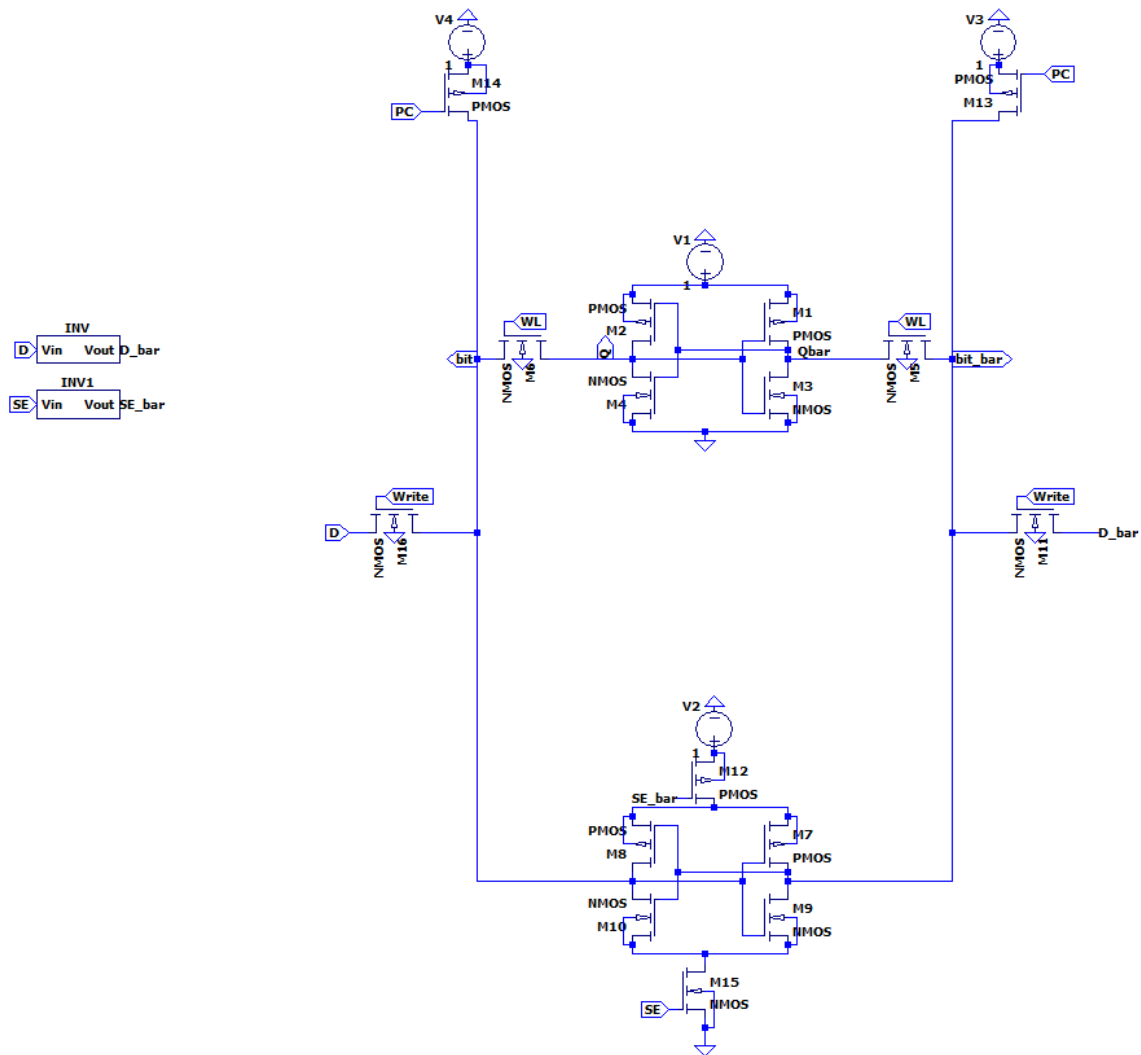 V4
V3
1
M14
PMOS
PC
1
PMOS
M13
PC
V1
1
PMOS
M2
M1
PMOS
INV
D
Vin
Vout
D_bar
INV1
SE
Vin
Vout
SE_bar
bit
WL
NMOS
M6
Q
Qbar
WL
NMOS
M5
bit_bar
NMOS
M4
M3
NMOS
Write
D
NMOS
M16
Write
NMOS
M11
D_bar
V2
1
M12
PMOS
SE_bar
PMOS
M8
M7
PMOS
NMOS
M10
M9
NMOS
M15
NMOS
SE